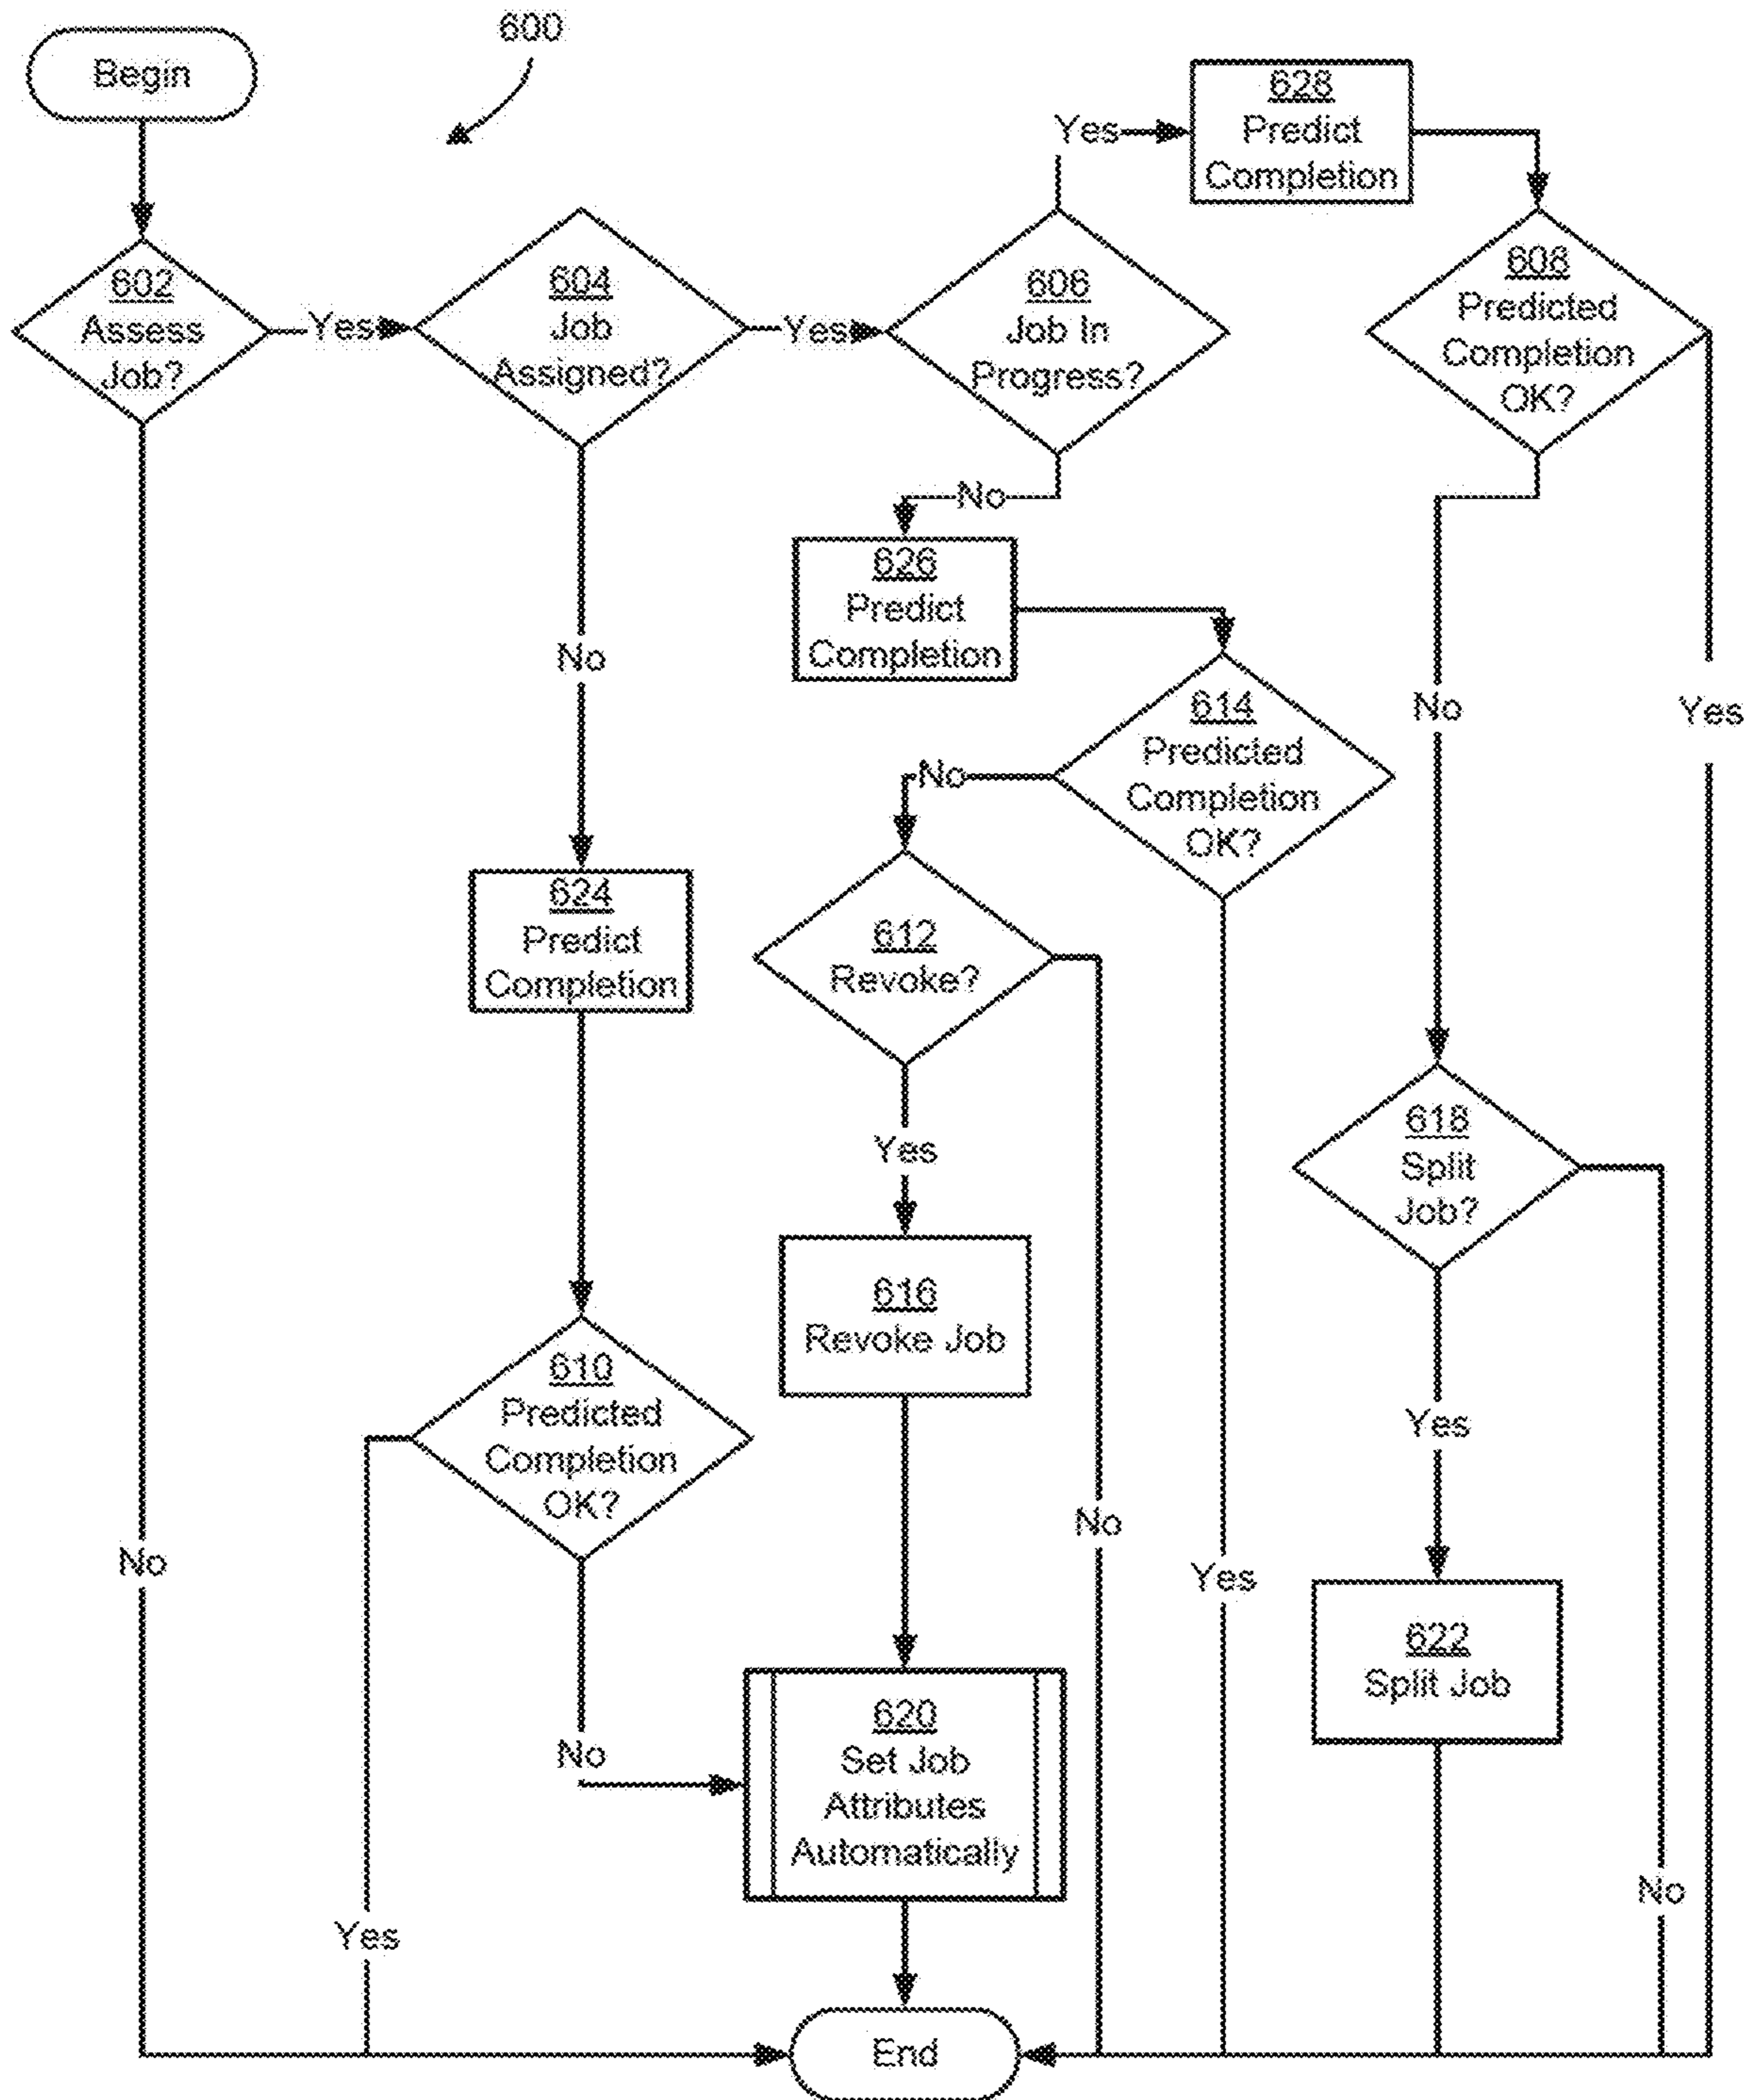 600
Begin
628
Predict
Completion
Yes
602
Assess
Job?
Yes
604
Job
Assigned?
Yes
606
Job In
Progress?
608
Predicted
Completion
OK?
No
626
Predict
Completion
No
614
Predicted
Completion
OK?
No
Yes
No
624
Predict
Completion
612
Revoke?
Yes
618
Split
Job?
616
Revoke Job
610
Predicted
Completion
OK?
Yes
No
No
Yes
622
Split Job
620
Set Job
Attributes
Automatically
No
Yes
No
End